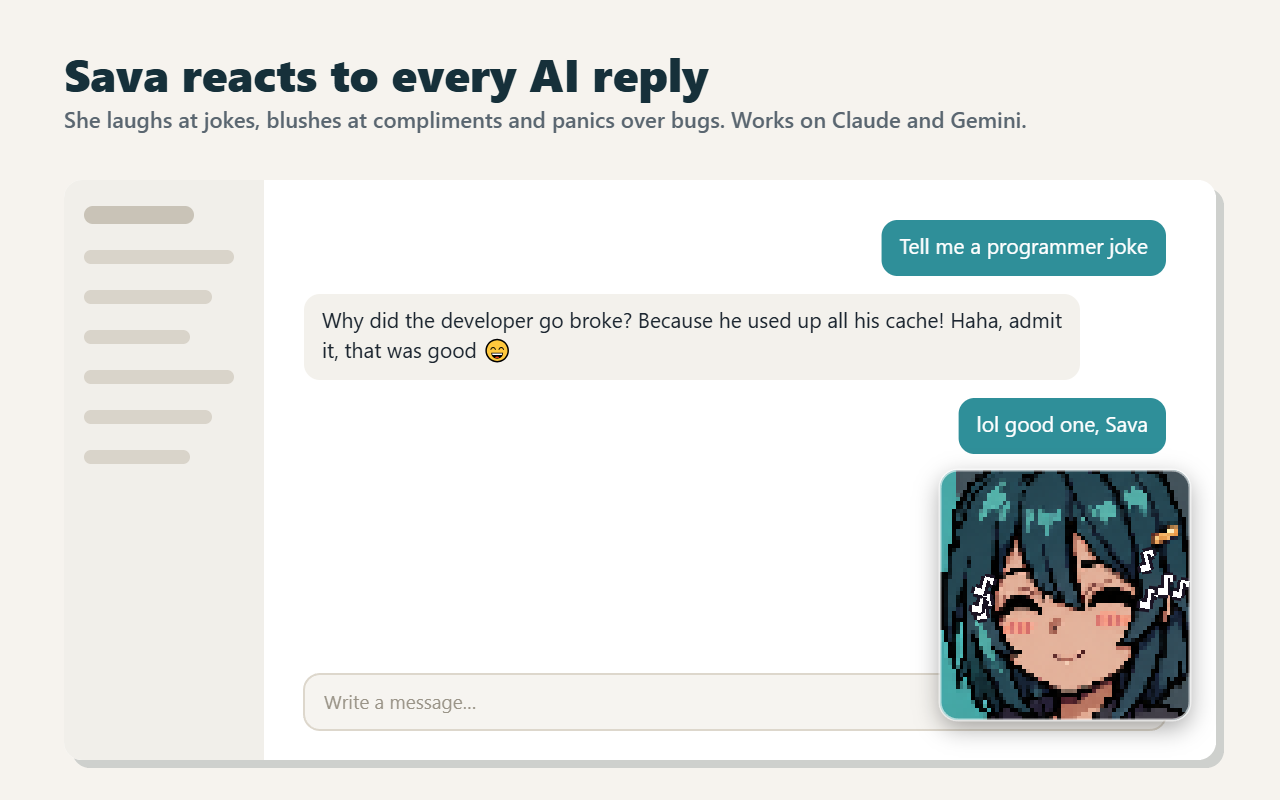 Sava reacts to every AI reply
She laughs at jokes, blushes at compliments and panics over bugs. Works on Claude and Gemini.
Tell me a programmer joke
Why did the developer go broke? Because he used up all his cache! Haha, admit
it, that was good 😄
lol good one, Sava
Write a message...